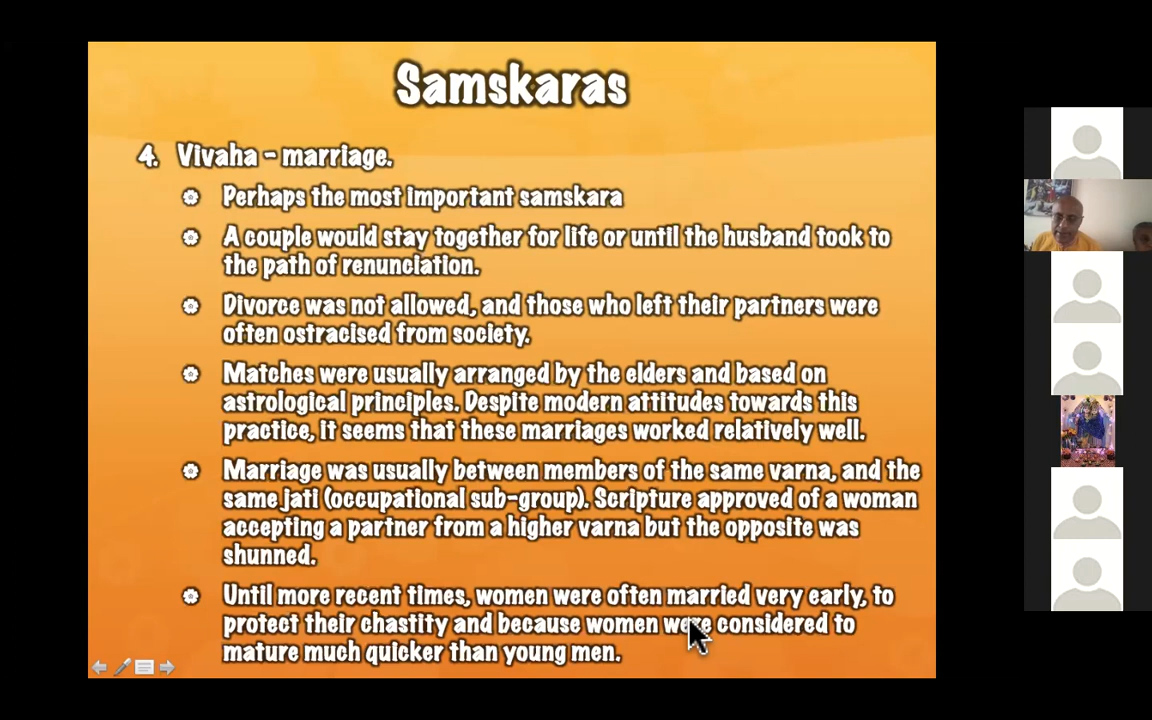 Samskaras
4. Vivaha - marriage.
Perhaps the most important samskara
A couple would stay together for life or until the husband took to
the path of renunciation.
Divorce was not allowed, and those who left their partners were
often ostracised from society.
Matches were usually arranged by the elders and based on
astrological principles. Despite modern attitudes towards this
practice, it seems that these marriages worked relatively well.
Marriage was usually between members of the same varna, and the
same jati (occupational sub-group). Scripture approved of a woman
accepting a partner from a higher varna but the opposite was
shunned.
Until more recent times, women were often married very early, to
protect their chastity and because women were considered to
mature much quicker than young men.